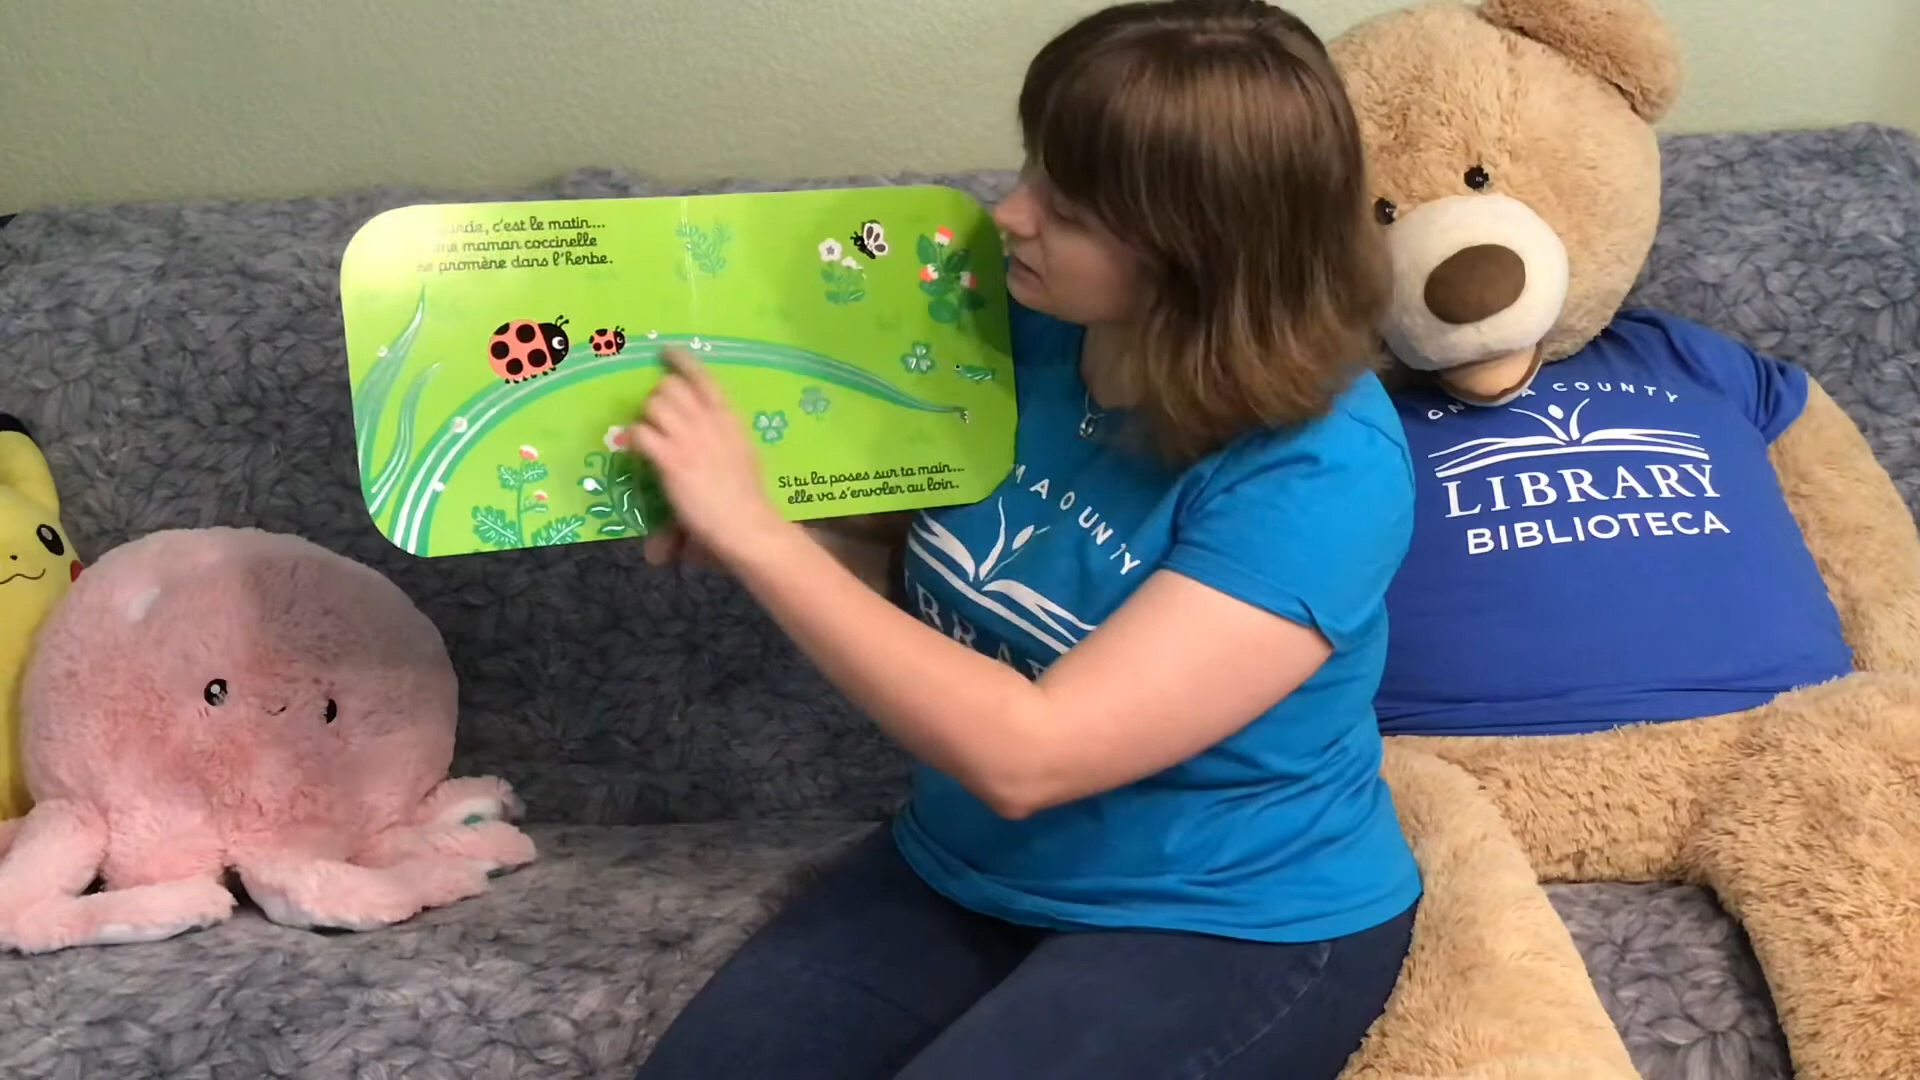 c'est le matin...
maman coccinelle
se promène dans l'herbe.
Si tu la poses sur ta main...
elle va s'envoler au loin.
COUNTY
LIBRARY
BIBLIOTECA